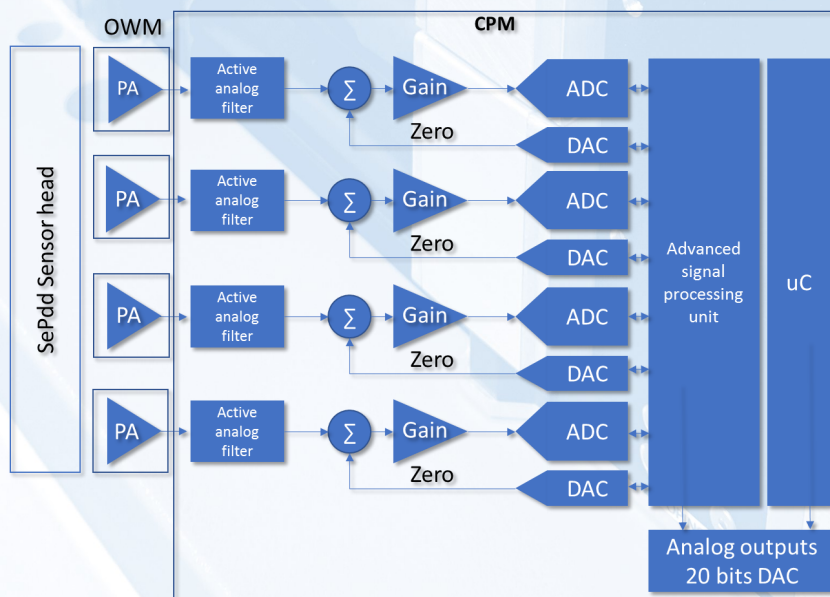 OWM
CPM
SePdd Sensor head
PA
Active
analog
filter
∑
Gain
ADC
Zero
DAC
PA
Active
analog
filter
∑
Gain
ADC
Zero
DAC
PA
Active
analog
filter
∑
Gain
ADC
Zero
DAC
PA
Active
analog
filter
∑
Gain
ADC
Zero
DAC
Advanced
signal
processing
unit
uC
Analog outputs
20 bits DAC